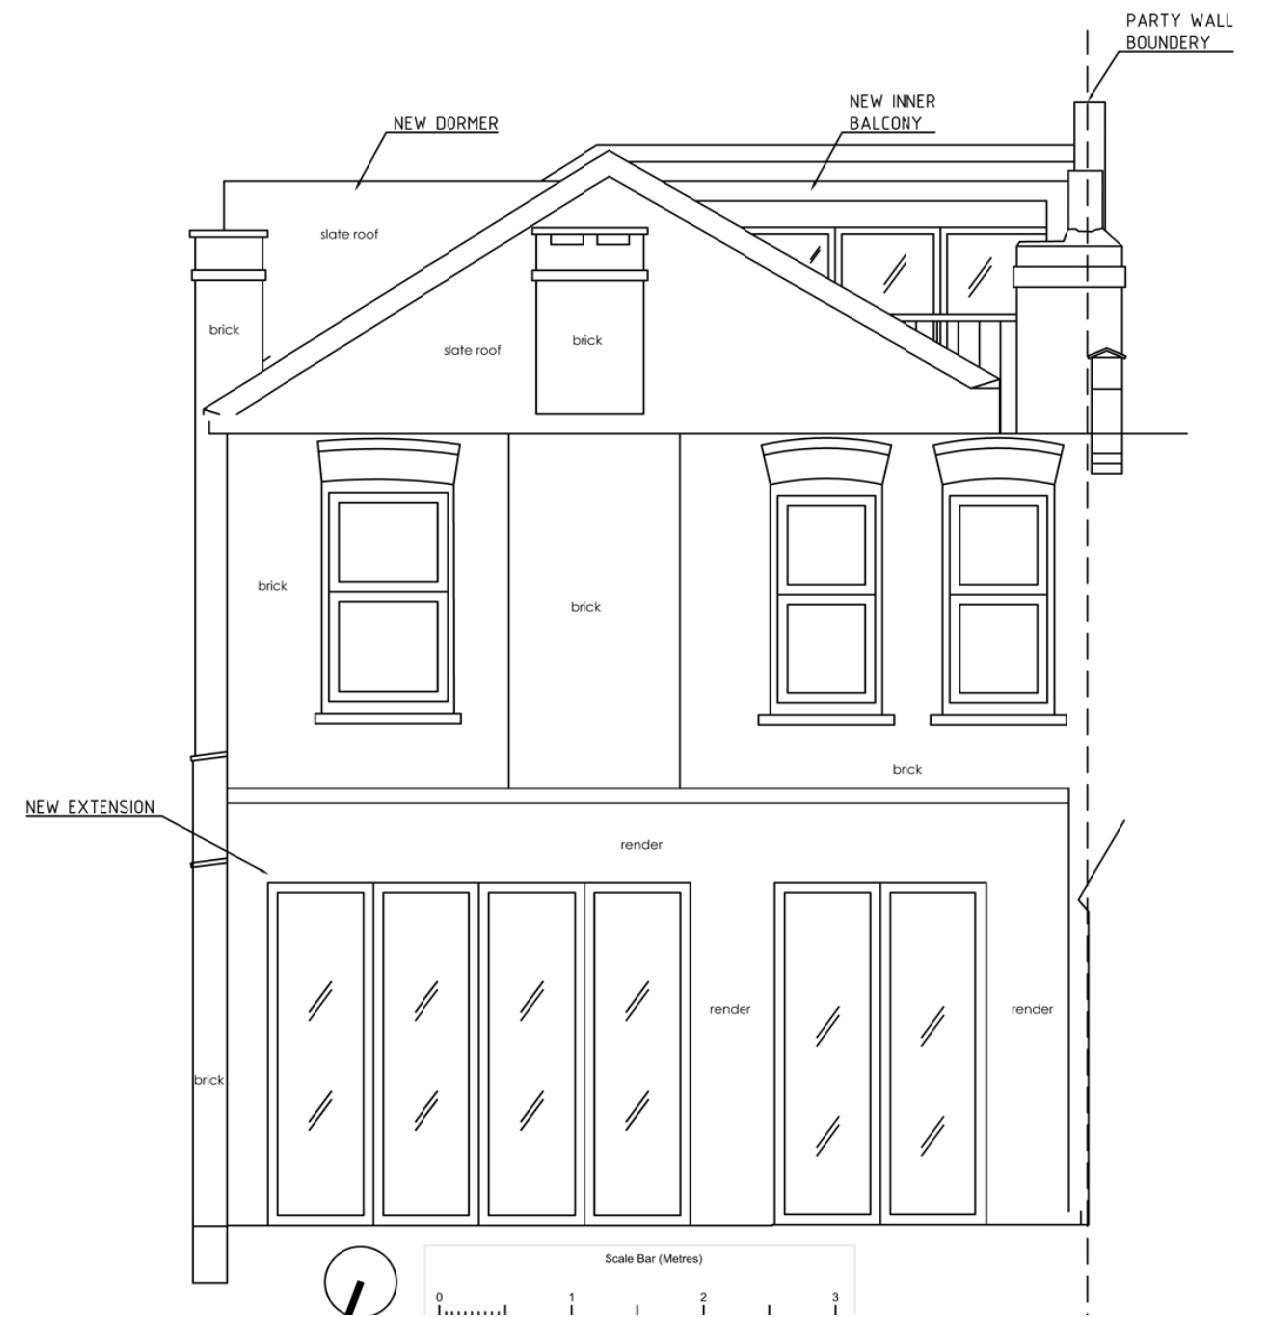 PARTY WALL
BOUNDERY
NEW INNER
BALCONY
NEW DORMER
slate roof
brick
brick
slate roof
brick
brick
brick
NEW EXTENSION
render
render
render
brick
Scale Bar (Metres)
0 1 2 3